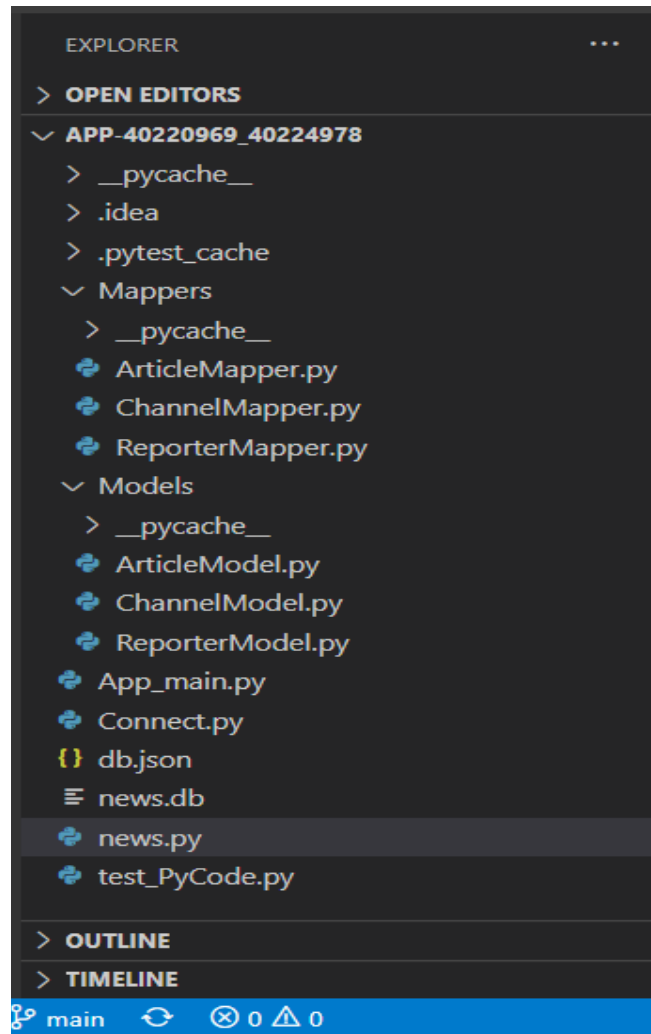 EXPLORER ...
> OPEN EDITORS
APP-40220969_40224978
> __pycache__
> .idea
> .pytest_cache
Mappers
> __pycache__
ArticleMapper.py
ChannelMapper.py
ReporterMapper.py
Models
> __pycache__
ArticleModel.py
ChannelModel.py
ReporterModel.py
App_main.py
Connect.py
{} db.json
news.db
news.py
test_PyCode.py
> OUTLINE
> TIMELINE
main 0 0